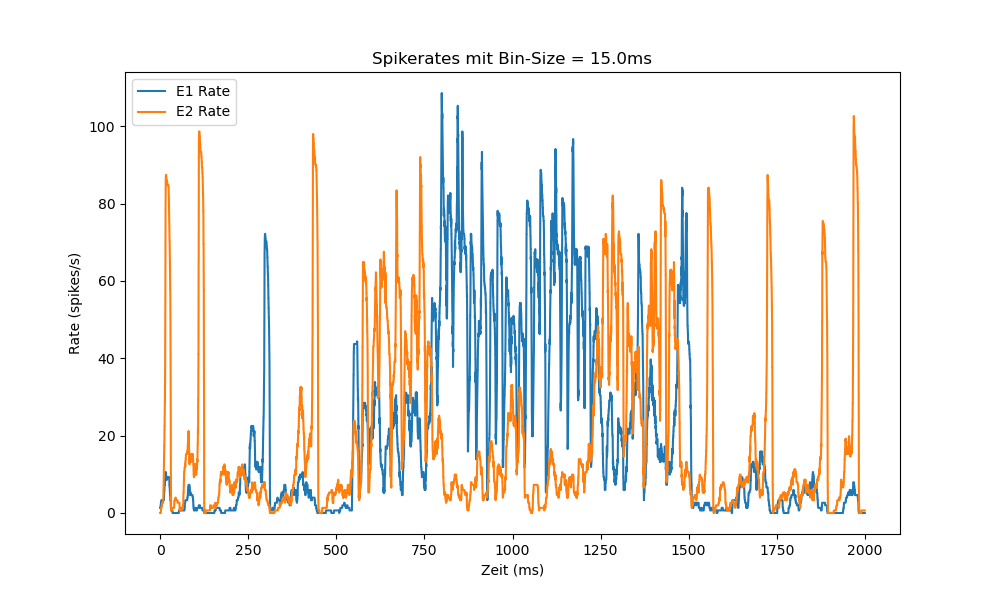 Spikerates mit Bin-Size = 15.0ms
E1 Rate
E2 Rate
100
80
60
40
20
0
Rate (spikes/s)
0 250 500 750 1000 1250 1500 1750 2000
Zeit (ms)